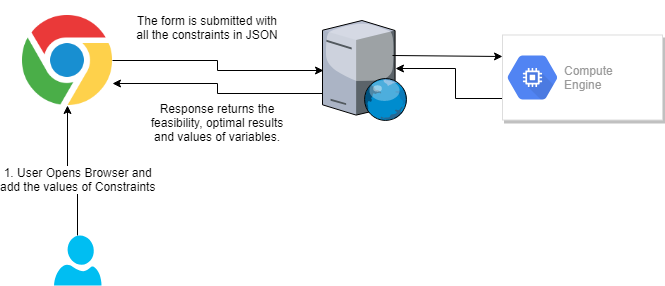 The form is submitted with
all the constraints in JSON
Compute
Engine
Response returns the
feasibility, optimal results
and values of variables.
1. User Opens Browser and
add the values of Constraints